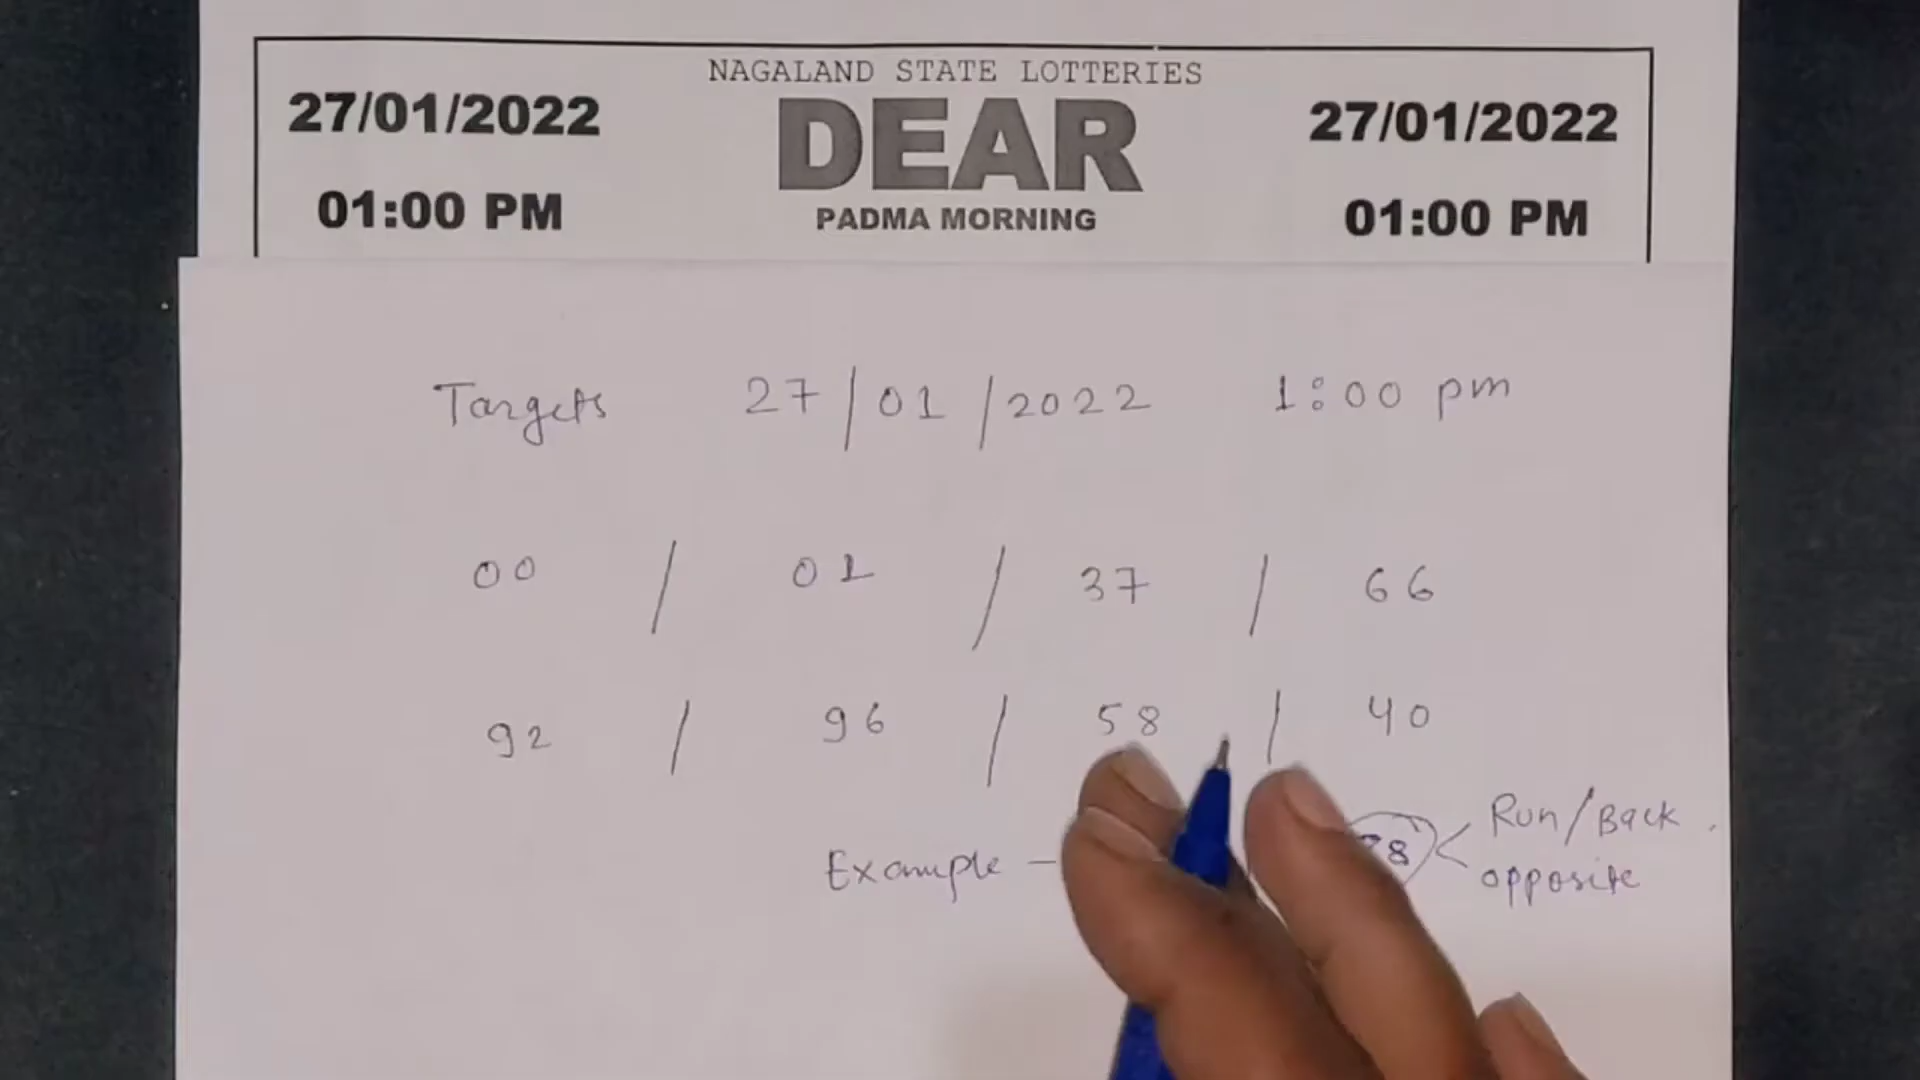 NAGALAND STATE LOTTERIES
27/01/2022 DEAR 27/01/2022
01:00 PM PADMA MORNING 01:00 PM
Targets 27/01/2022 1:00 pm
00 / 01 / 37 / 66
92 / 96 / 58 / 40
Example - Run/Back
opposite